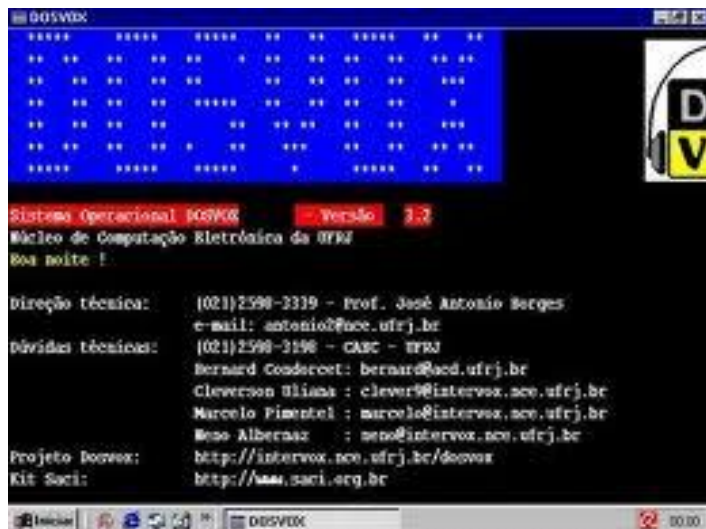 DOSVOX
DOSVOX
D
V
Sistema Operacional DOSVOX - Versão 3.2
Núcleo de Computação Eletrônica da UFRJ
Boa noite !
Direção técnica: (021)2598-3339 - Prof. José Antonio Borges
e-mail: antonio2@nce.ufrj.br
Dúvidas técnicas: (021)2598-3198 - CAEC - UFRJ
Bernard Condorcet: bernard@acd.ufrj.br
Cleverson Uliana : clever9@intervox.nce.ufrj.br
Marcelo Pimentel : marcelo@intervox.nce.ufrj.br
Neno Albernaz : neno@intervox.nce.ufrj.br
Projeto Dosvox: http://intervox.nce.ufrj.br/dosvox
Kit Saci: http://www.saci.org.br
Iniciar DOSVOX 00:00